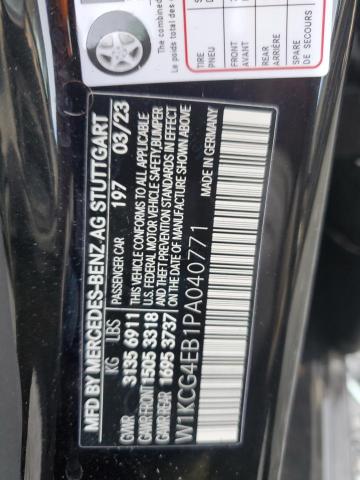 The combined
Le poids total des
TIRE
PNEU
FRONT
AVANT
REAR
ARRIÈRE
SPARE
DE SECOURS
MFD BY MERCEDES-BENZ AG STUTTGART
PASSENGER CAR 197 03/23
KG LBS
GVWR 3135 6911
GAWR FRONT 1505 3318
GAWR REAR 1695 3737
THIS VEHICLE CONFORMS TO ALL APPLICABLE
U.S. FEDERAL MOTOR VEHICLE SAFETY, BUMPER
AND THEFT PREVENTION STANDARDS IN EFFECT
ON THE DATE OF MANUFACTURE SHOWN ABOVE
W1KCG4EB1PA040771
MADE IN GERMANY